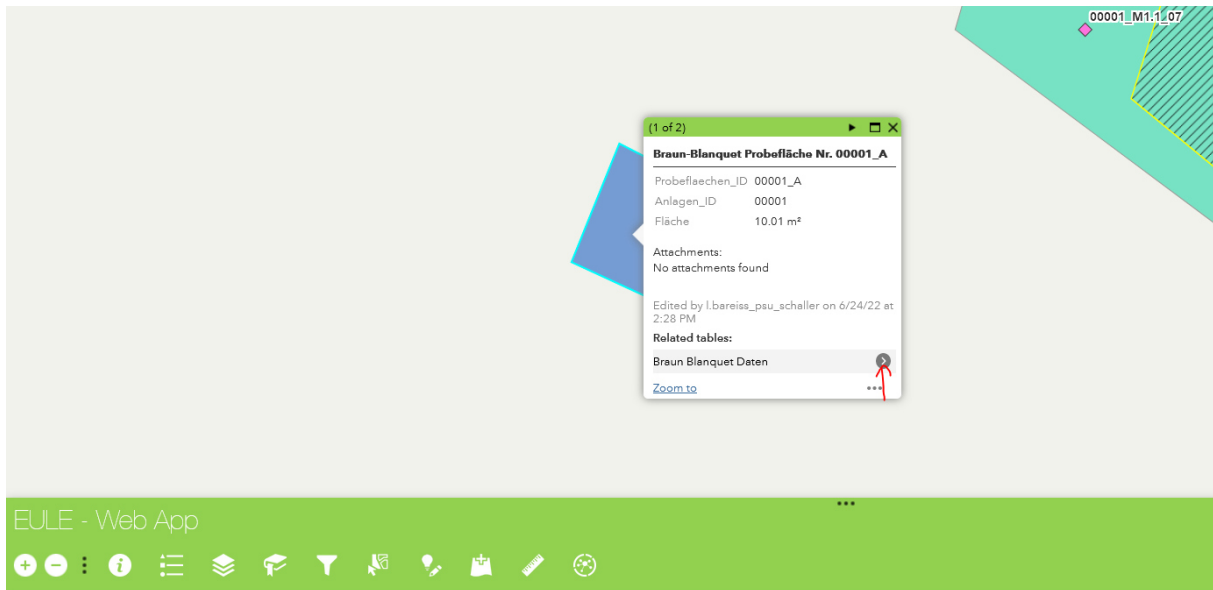 00001_M1.1_07
(1 of 2)
Braun-Blanquet Probefläche Nr. 00001_A
Probeflaechen_ID 00001_A
Anlagen_ID 00001
Fläche 10.01 m²
Attachments:
No attachments found
Edited by l.bareiss_psu_schaller on 6/24/22 at
2:28 PM
Related tables:
Braun Blanquet Daten
Zoom to
EULE - Web App